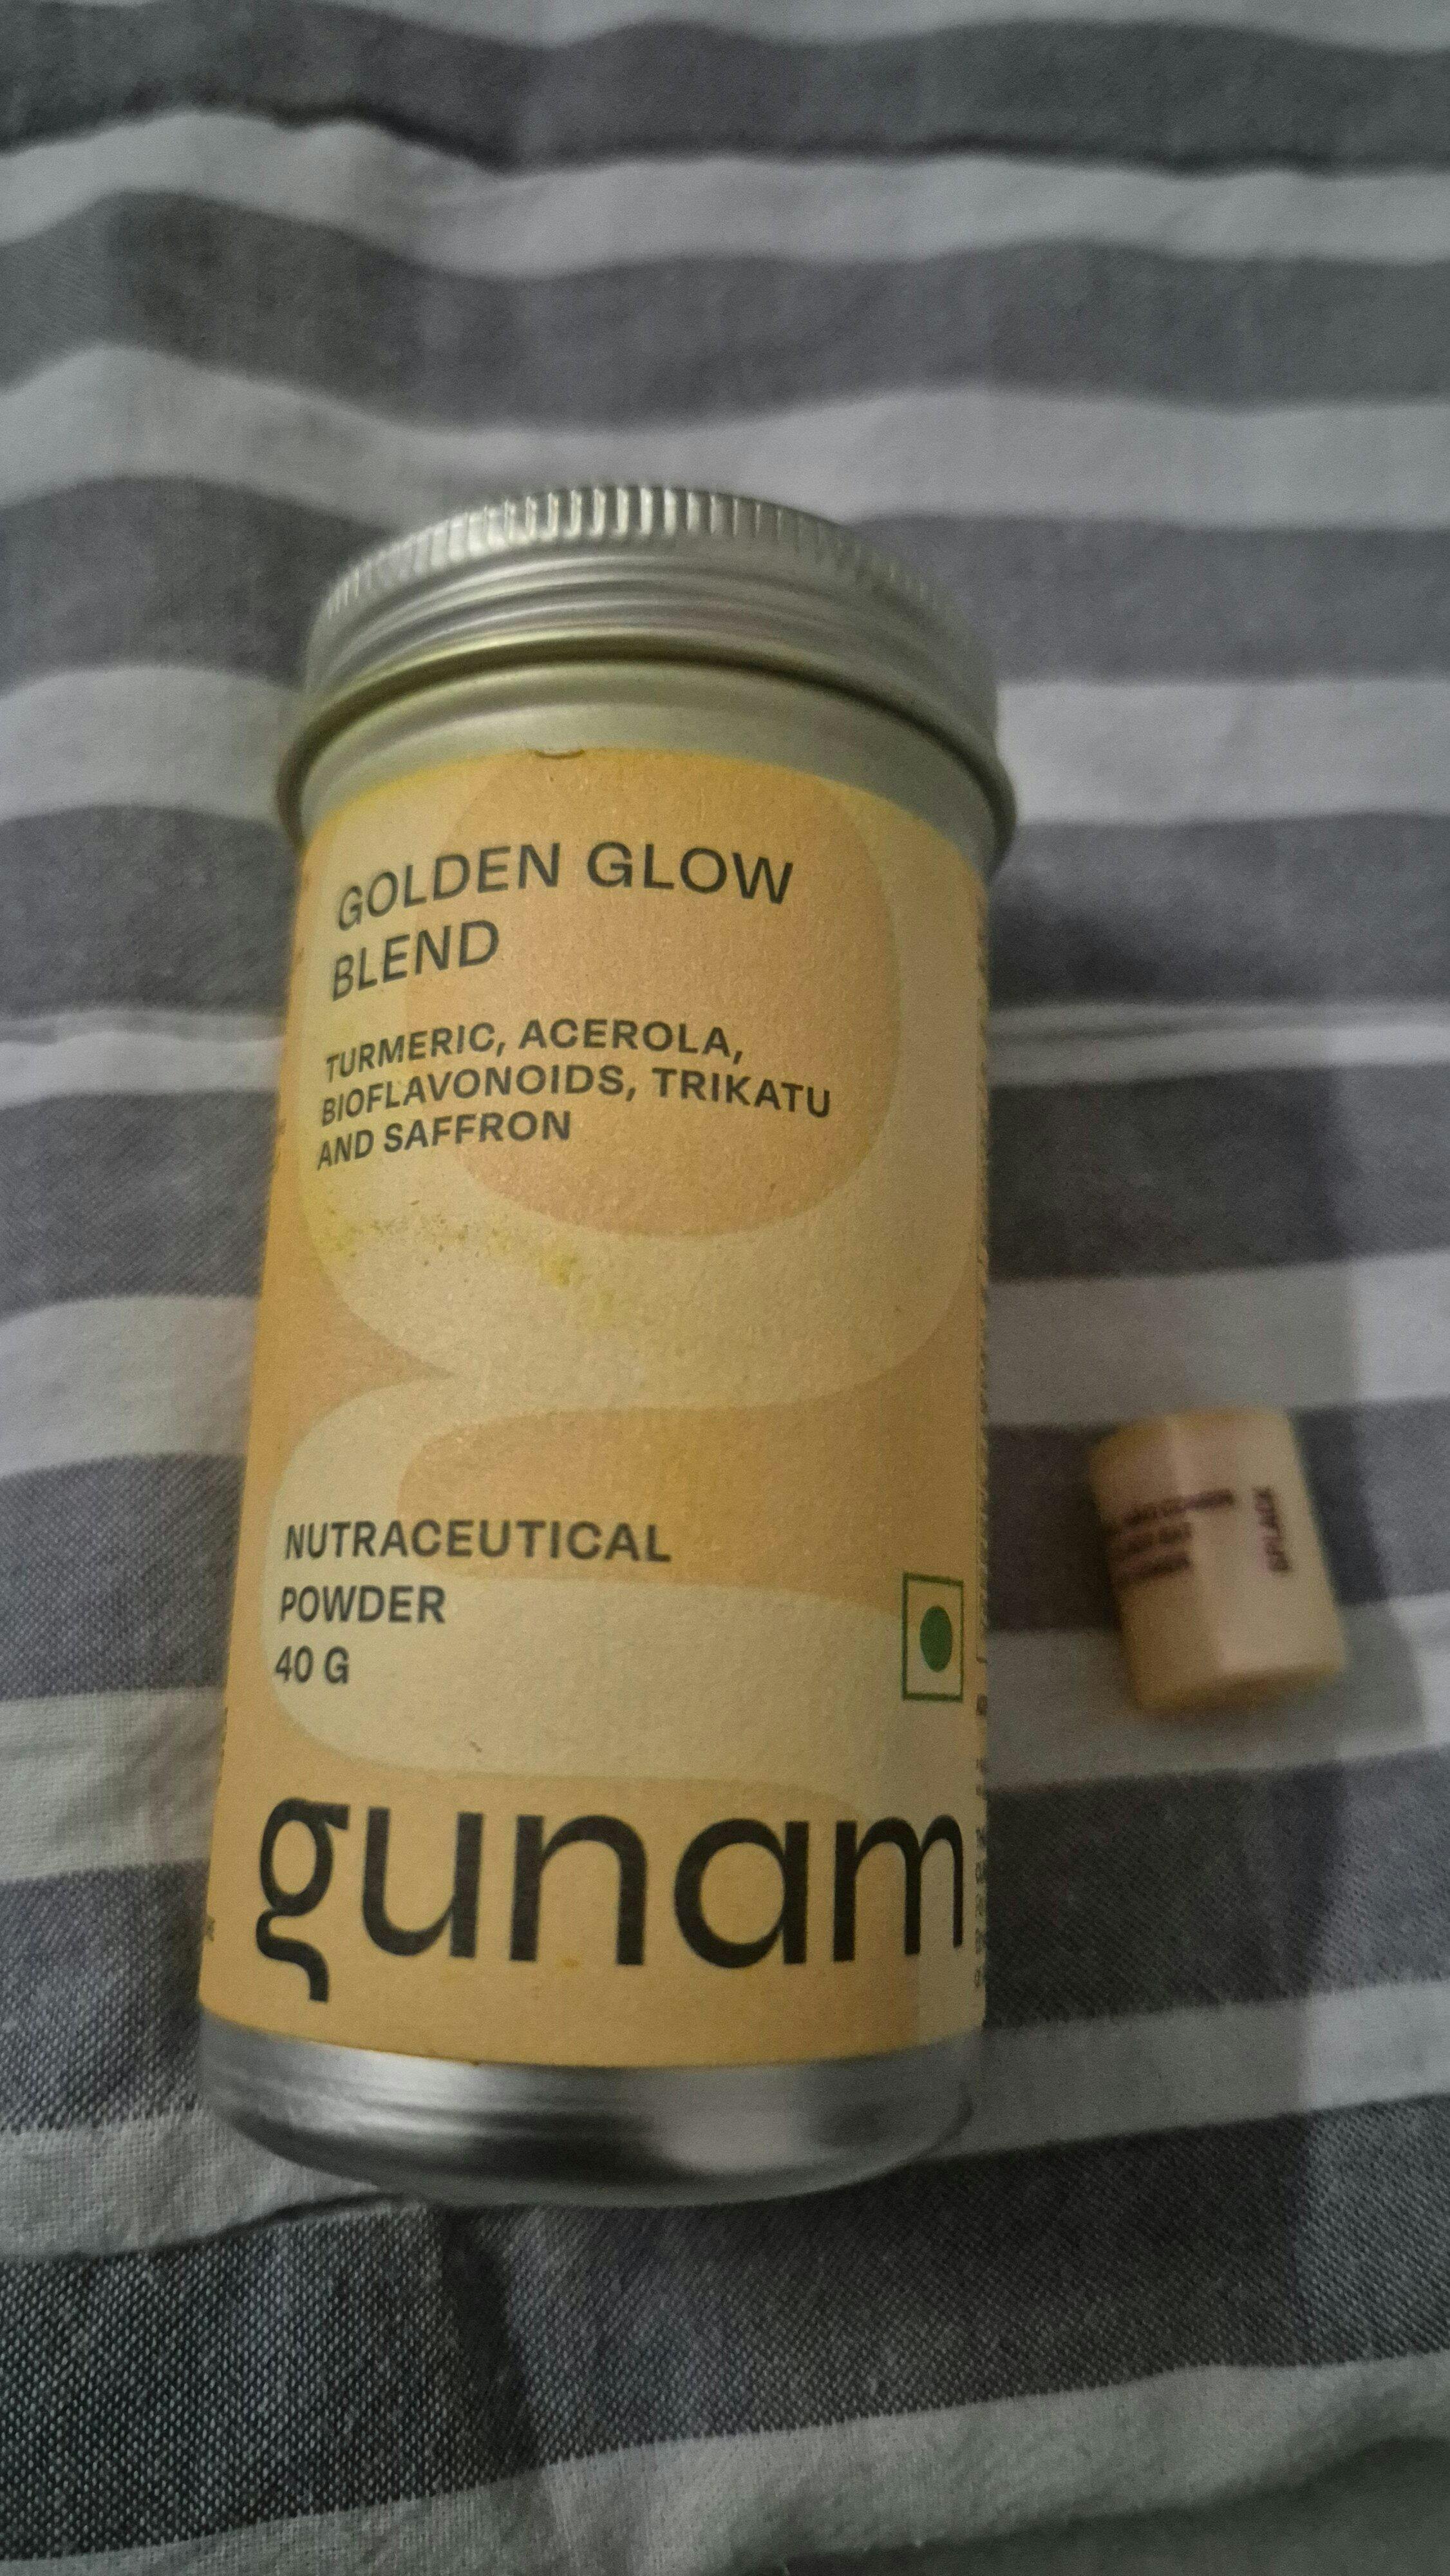 GOLDEN GLOW
BLEND
TURMERIC, ACEROLA,
BIOFLAVONOIDS, TRIKATU
AND SAFFRON
NUTRACEUTICAL
POWDER
40 G
gunam